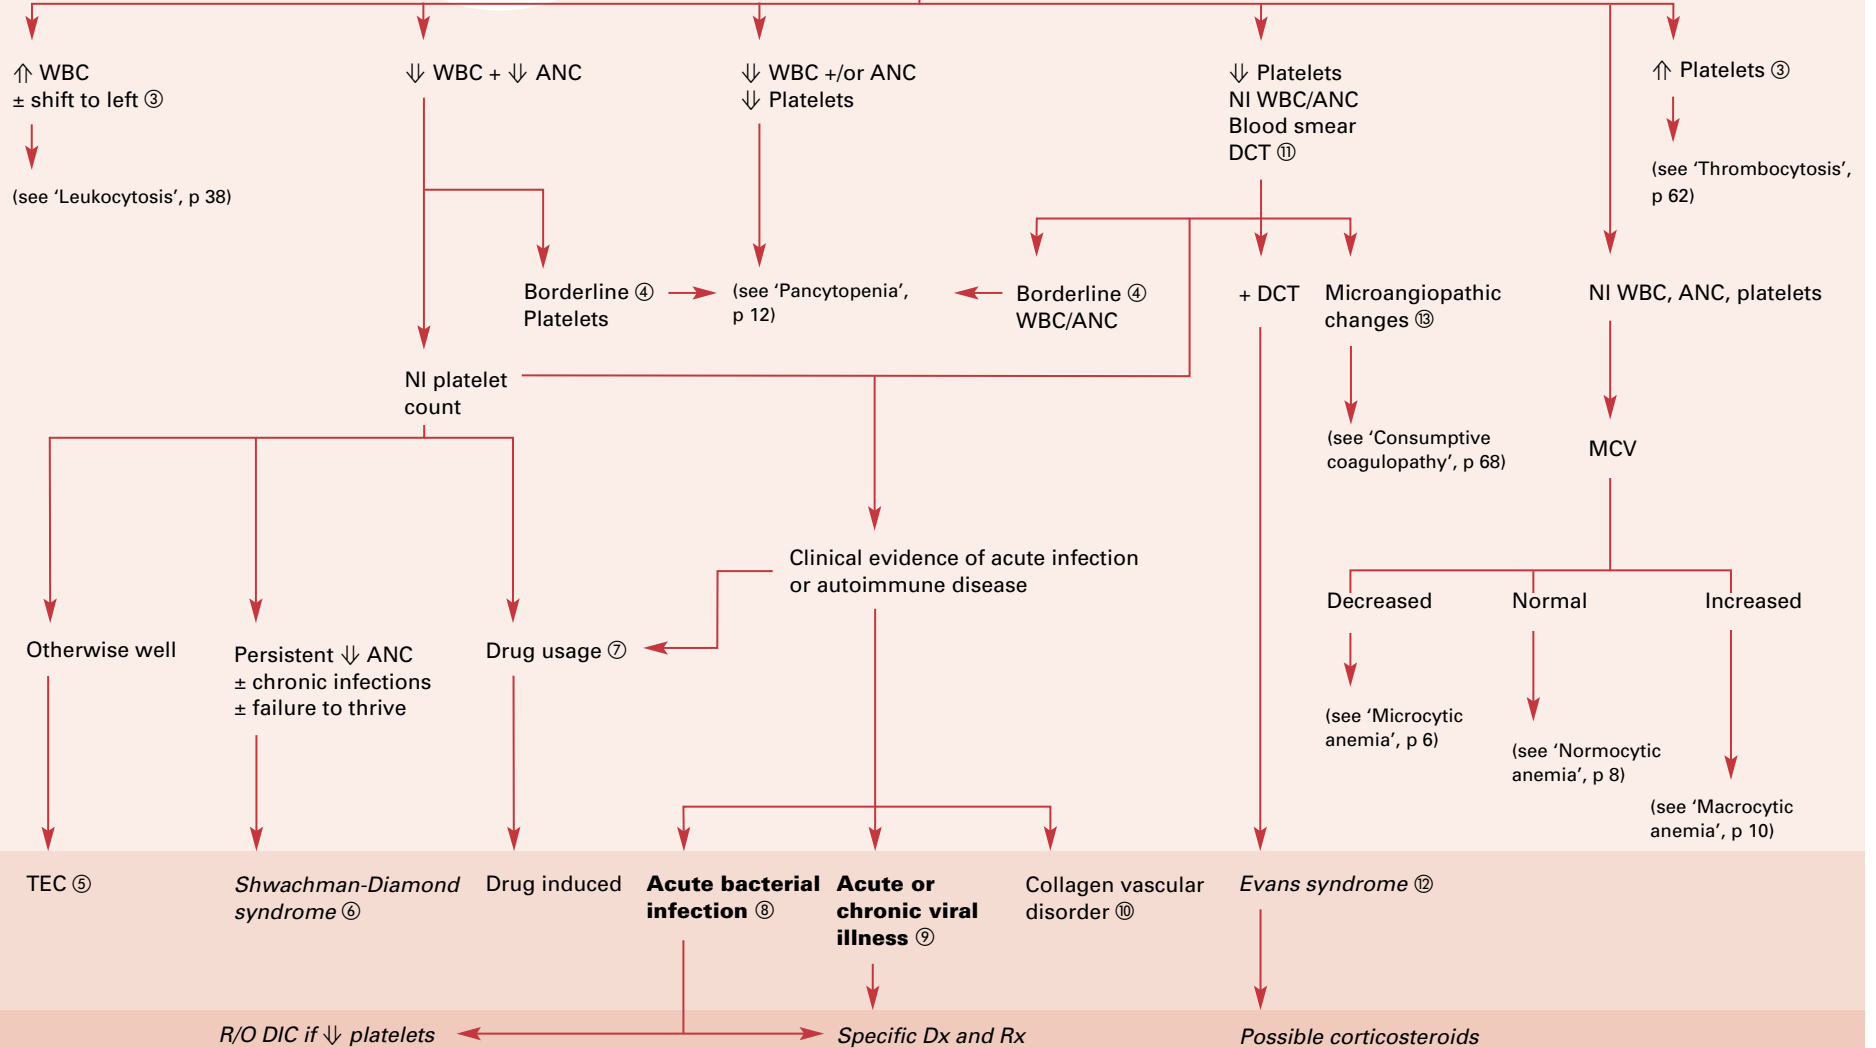 ⇑ WBC
± shift to left ③
(see ‘Leukocytosis’, p 38)
⇓ WBC + ⇓ ANC
⇓ WBC +/or ANC
⇓ Platelets
⇓ Platelets
Nl WBC/ANC
Blood smear
DCT ⑪
⇑ Platelets ③
(see ‘Thrombocytosis’,
p 62)
Borderline ④
Platelets
(see ‘Pancytopenia’,
p 12)
Borderline ④
WBC/ANC
+ DCT
Microangiopathic
changes ⑬
Nl WBC, ANC, platelets
Nl platelet
count
(see ‘Consumptive
coagulopathy’, p 68)
MCV
Clinical evidence of acute infection
or autoimmune disease
Decreased
Normal
Increased
Otherwise well
Persistent ⇓ ANC
± chronic infections
± failure to thrive
Drug usage ⑦
(see ‘Microcytic
anemia’, p 6)
(see ‘Normocytic
anemia’, p 8)
(see ‘Macrocytic
anemia’, p 10)
TEC ⑤
Shwachman-Diamond
syndrome ⑥
Drug induced
Acute bacterial
infection ⑧
Acute or
chronic viral
illness ⑨
Collagen vascular
disorder ⑩
Evans syndrome ⑫
R/O DIC if ⇓ platelets
Specific Dx and Rx
Possible corticosteroids